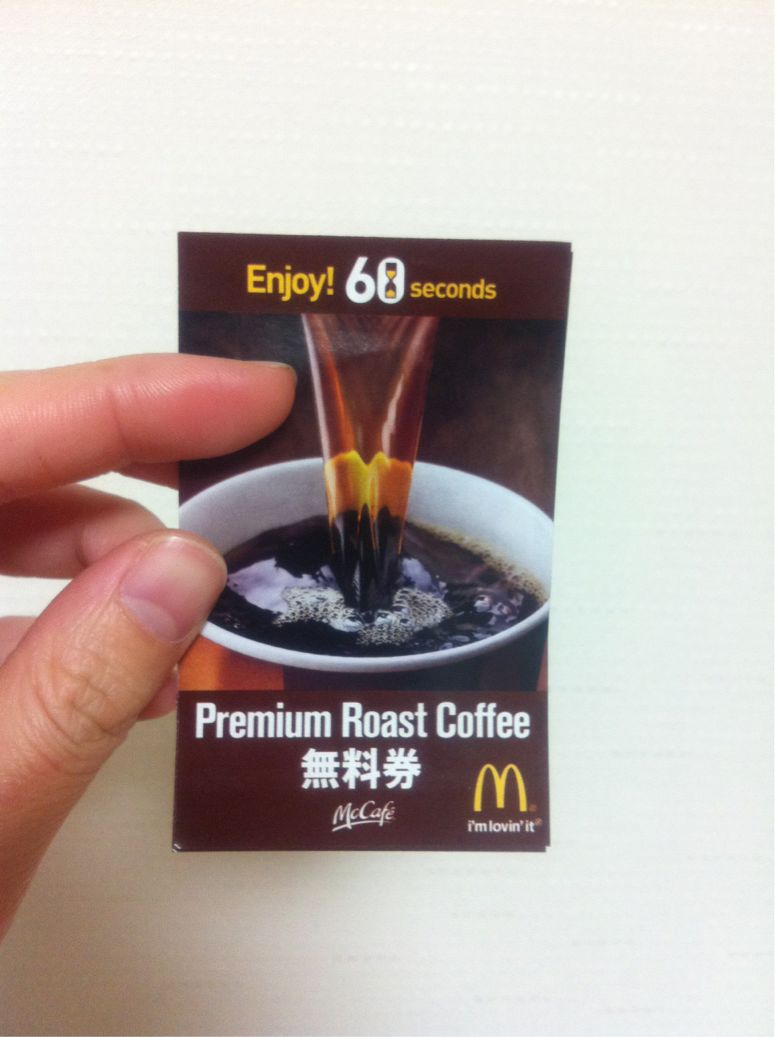 Enjoy! 60 seconds
Premium Roast Coffee
無料券
McCafé
i'm lovin' it®